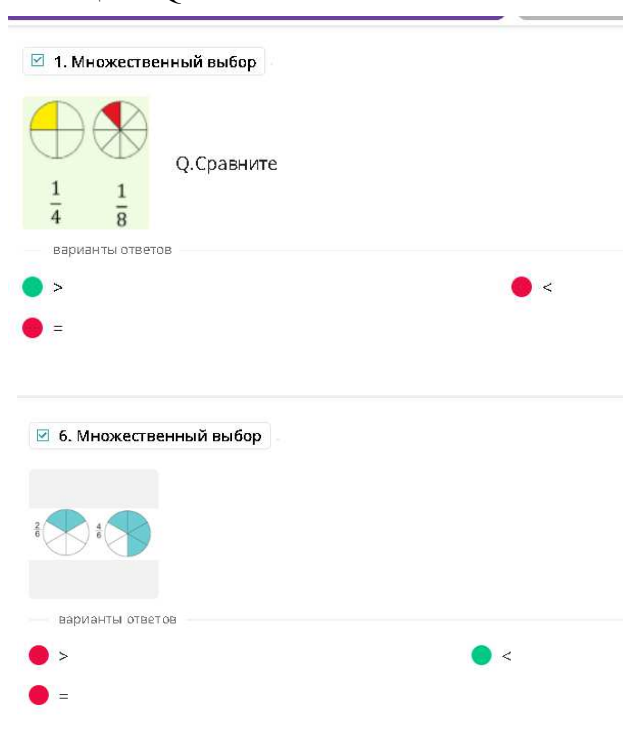 1. Множественный выбор
Q.Сравните
1/4 1/8
варианты ответов
> <
=
6. Множественный выбор
2/6 4/6
варианты ответов
> <
=